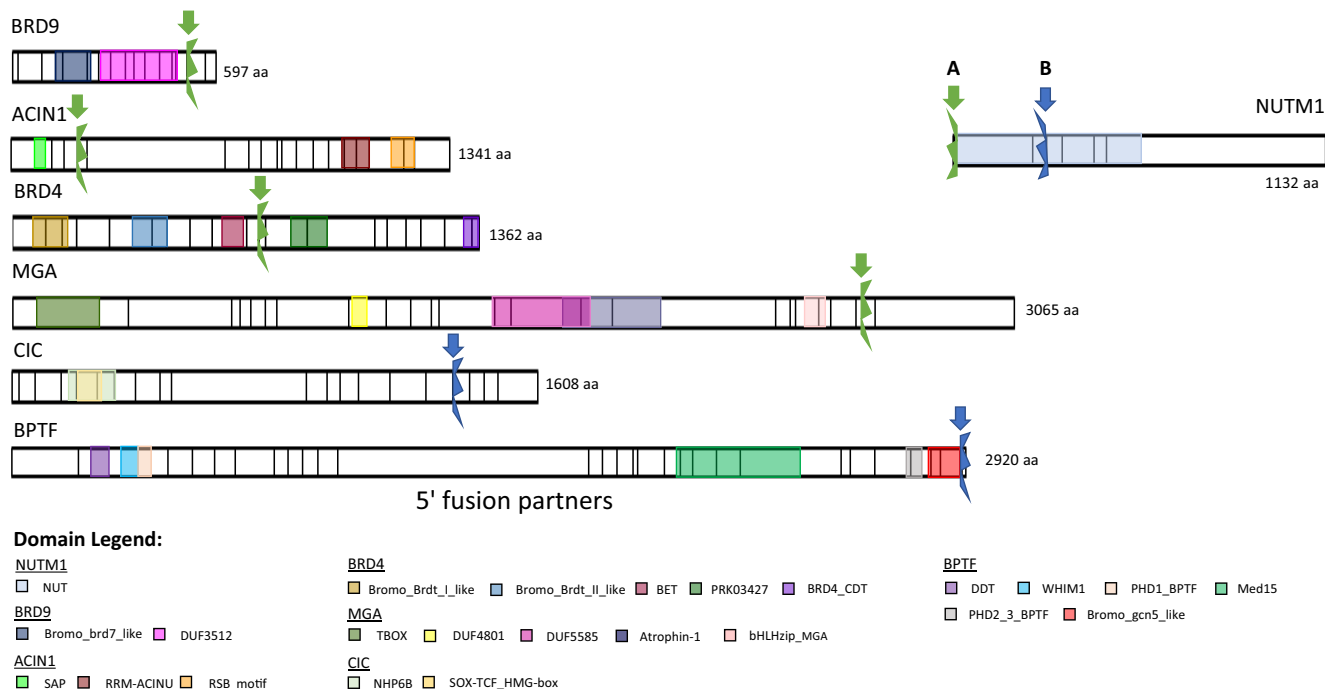 BRD9
597 aa
A B
NUTM1
1132 aa
ACIN1
1341 aa
BRD4
1362 aa
MGA
3065 aa
CIC
1608 aa
BPTF
2920 aa
5' fusion partners
Domain Legend:
NUTM1
NUT
BRD9
Bromo_brd7_like DUF3512
ACIN1
SAP RRM-ACINU RSB_motif
BRD4
Bromo_Brdt_I_like Bromo_Brdt_II_like BET PRK03427 BRD4_CDT
MGA
TBOX DUF4801 DUF5585 Atrophin-1 bHLHzip_MGA
CIC
NHP6B SOX-TCF_HMG-box
BPTF
DDT WHIM1 PHD1_BPTF Med15
PHD2_3_BPTF Bromo_gcn5_like